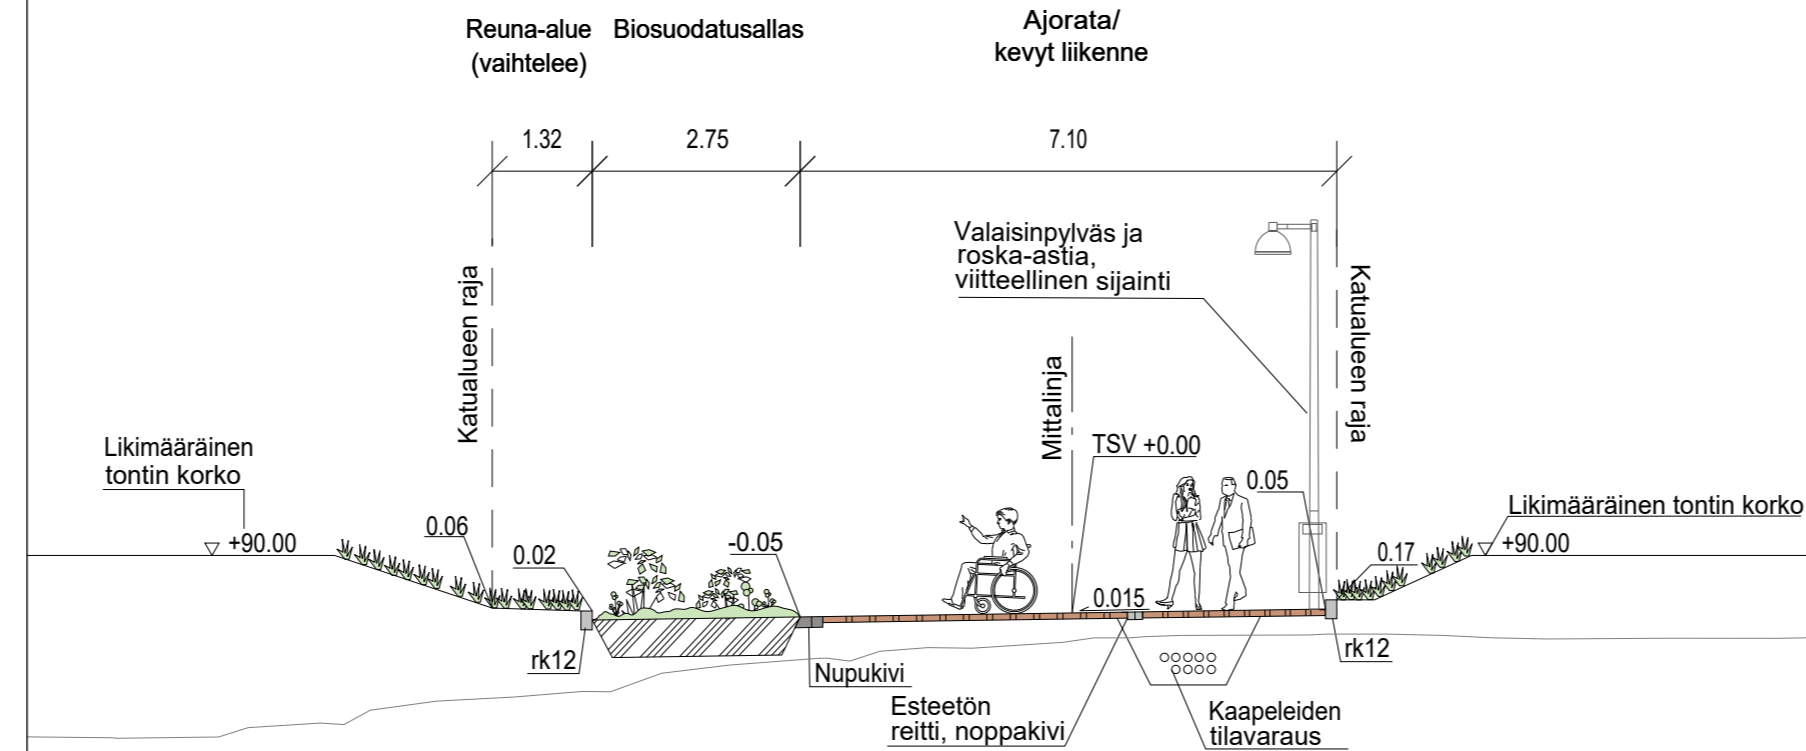 Reuna-alue
(vaihtelee)
Biosuodatusallas
Ajorata/
kevyt liikenne
1.32
2.75
7.10
Valaisinpylväs ja
roska-astia,
viitteellinen sijainti
Katualueen raja
Mittalinja
Katualueen raja
Likimääräinen
tontin korko
+90.00
0.06
0.02
-0.05
TSV +0.00
0.015
0.05
0.17
Likimääräinen tontin korko
+90.00
rk12
Nupukivi
Esteetön
reitti, noppakivi
Kaapeleiden
tilavaraus
rk12